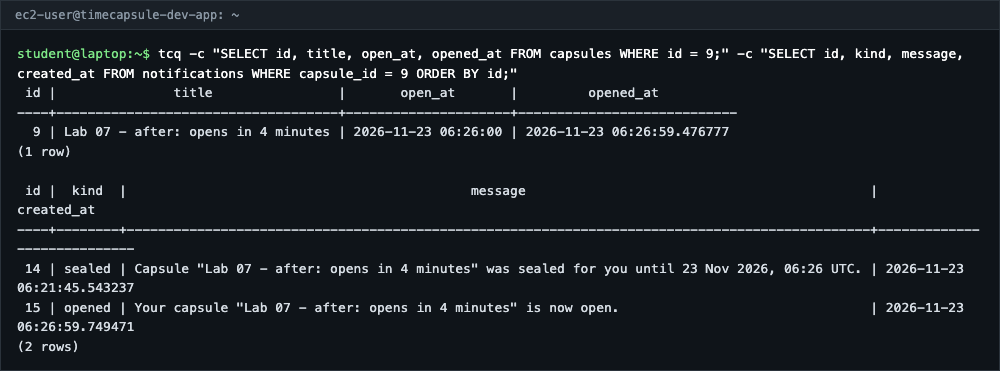 ec2-user@timecapsule-dev-app: ~
student@laptop:~$ tcq -c "SELECT id, title, open_at, opened_at FROM capsules WHERE id = 9;" -c "SELECT id, kind, message,
created_at FROM notifications WHERE capsule_id = 9 ORDER BY id;"
 id |               title                |       open_at       |         opened_at
----+------------------------------------+---------------------+----------------------------
  9 | Lab 07 - after: opens in 4 minutes | 2026-11-23 06:26:00 | 2026-11-23 06:26:59.476777
(1 row)
 id |  kind  |                                          message                                          |
created_at
----+--------+-------------------------------------------------------------------------------------------+-------------
---------------
 14 | sealed | Capsule "Lab 07 - after: opens in 4 minutes" was sealed for you until 23 Nov 2026, 06:26 UTC. | 2026-11-23
06:21:45.543237
 15 | opened | Your capsule "Lab 07 - after: opens in 4 minutes" is now open.                               | 2026-11-23
06:26:59.749471
(2 rows)